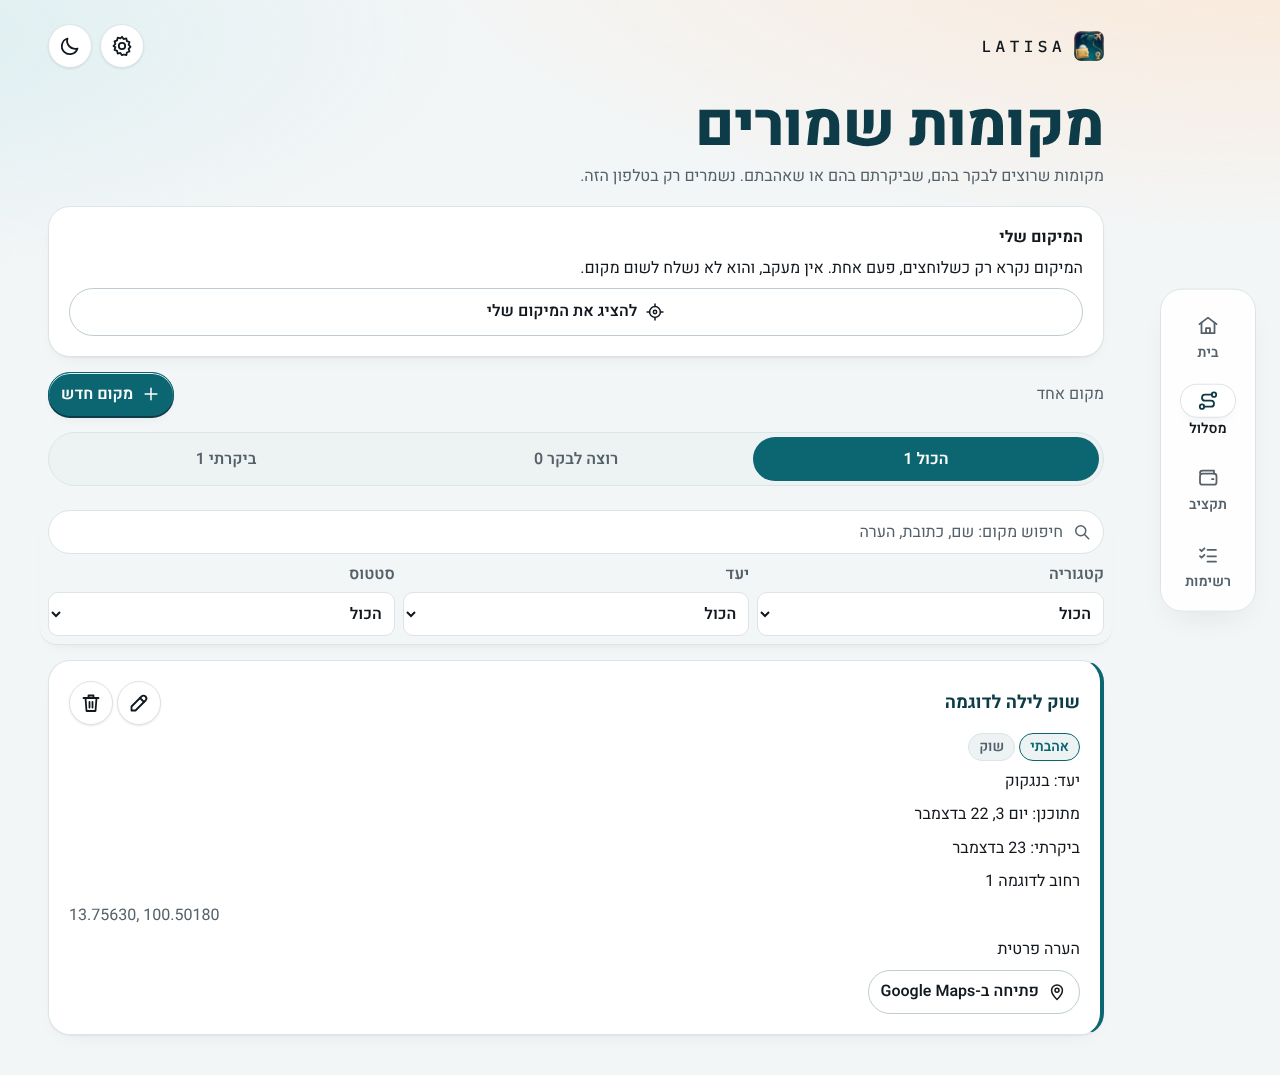 LATISA
מקומות שמורים
מקומות שרוצים לבקר בהם, שביקרתם בהם או שאהבתם. נשמרים רק בטלפון הזה.
המיקום שלי
המיקום נקרא רק כשלוחצים, פעם אחת. אין מעקב, והוא לא נשלח לשום מקום.
להציג את המיקום שלי
מקום אחד
מקום חדש
הכול 1
רוצה לבקר 0
ביקרתי 1
חיפוש מקום: שם, כתובת, הערה
קטגוריה
יעד
סטטוס
הכול
הכול
הכול
שוק לילה לדוגמה
אהבתי
שוק
יעד: בנגקוק
מתוכנן: יום 3, 22 בדצמבר
ביקרתי: 23 בדצמבר
רחוב לדוגמה 1
13.75630, 100.50180
הערה פרטית
פתיחה ב-Google Maps
בית
מסלול
תקציב
רשימות